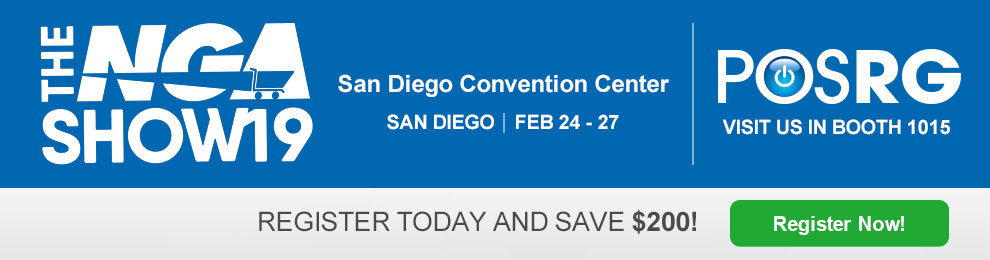 THE NGA
SHOW19
San Diego Convention Center
SAN DIEGO | FEB 24 - 27
POSRG
VISIT US IN BOOTH 1015
REGISTER TODAY AND SAVE $200!
Register Now!